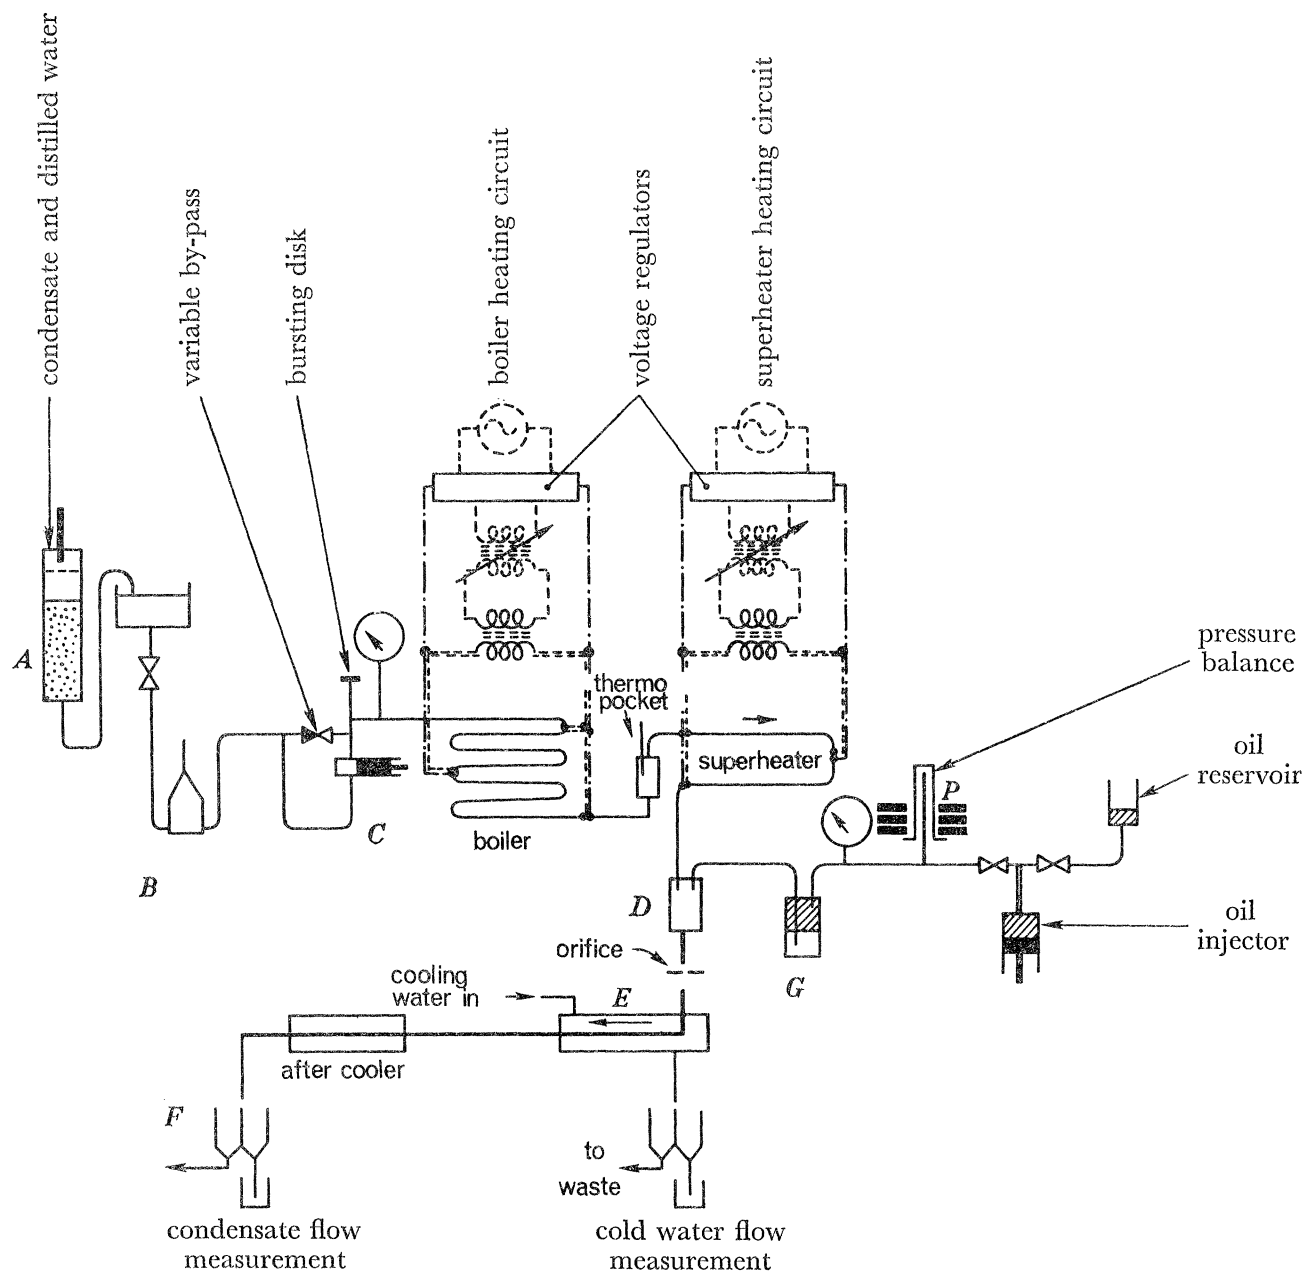 condensate and distilled water
variable by-pass
bursting disk
boiler heating circuit
voltage regulators
superheater heating circuit
A
thermo
pocket
pressure
balance
superheater
oil
reservoir
P
C
boiler
B
D
oil
injector
orifice
G
cooling
water in
E
after cooler
F
to
waste
condensate flow
measurement
cold water flow
measurement